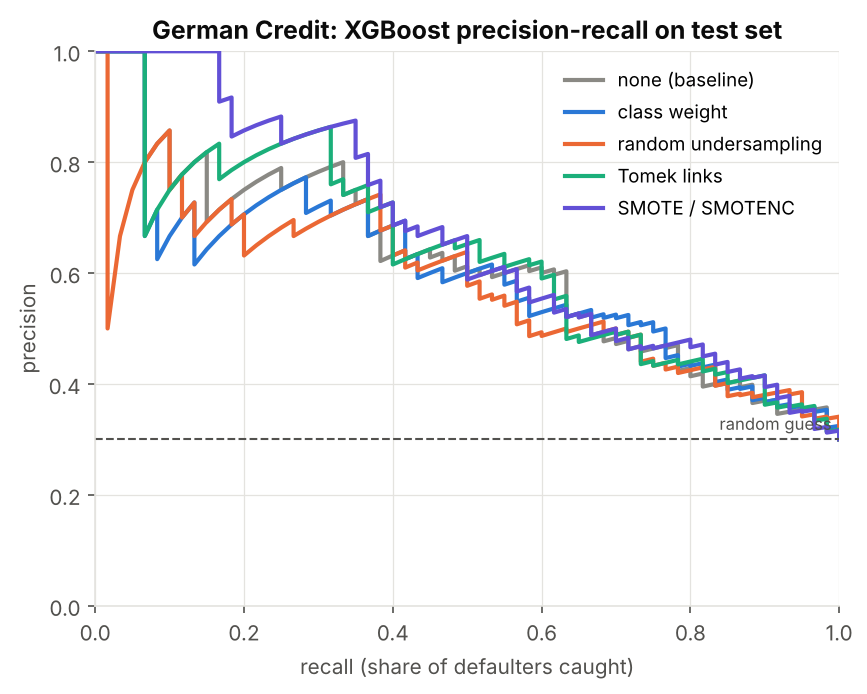 German Credit: XGBoost precision-recall on test set
none (baseline)
class weight
random undersampling
Tomek links
SMOTE / SMOTENC
random guess
precision
1.0
0.8
0.6
0.4
0.2
0.0
0.0 0.2 0.4 0.6 0.8 1.0
recall (share of defaulters caught)